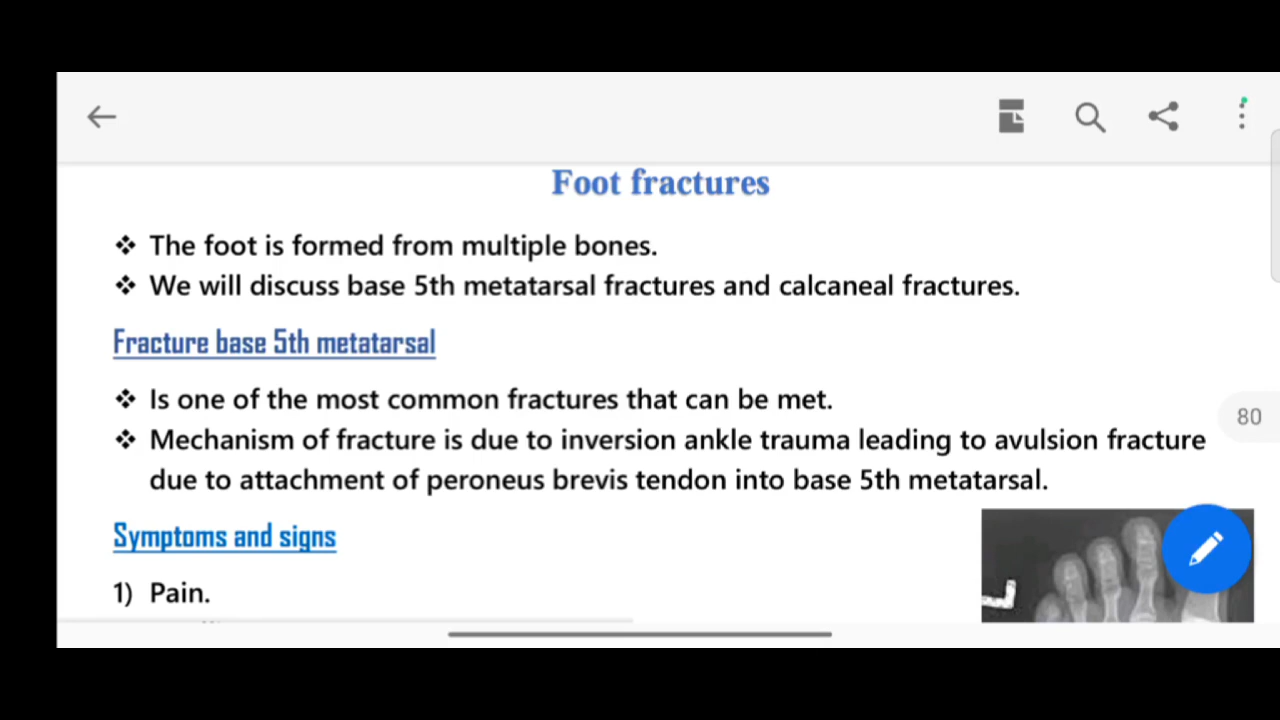 Foot fractures
❖ The foot is formed from multiple bones.
❖ We will discuss base 5th metatarsal fractures and calcaneal fractures.
Fracture base 5th metatarsal
❖ Is one of the most common fractures that can be met.
❖ Mechanism of fracture is due to inversion ankle trauma leading to avulsion fracture
due to attachment of peroneus brevis tendon into base 5th metatarsal.
80
Symptoms and signs
1) Pain.
L